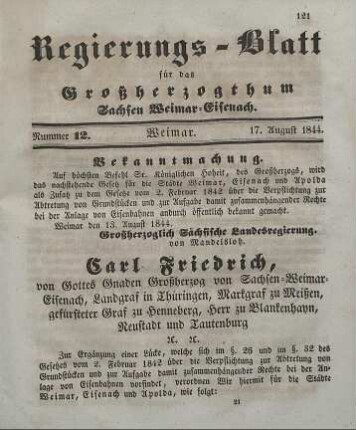 121
Regierungs-Blatt
für das
Großherzogthum
Sachsen Weimar-Eisenach.
Nummer 12. Weimar. 17. August 1844.
Bekanntmachung.
Auf höchsten Befehl Sr. Königlichen Hoheit, des Großherzogs, wird
das nachstehende Gesetz für die Städte Weimar, Eisenach und Apolda
als Zusatz zu dem Gesetze vom 2. Februar 1842 über die Verpflichtung zur
Abtretung von Grundstücken und zur Aufgabe damit zusammenhängender Rechte
bei der Anlage von Eisenbahnen andurch öffentlich bekannt gemacht.
Weimar den 13. August 1844.
Großherzoglich Sächsische Landesregierung.
von Mandelsloh.
Carl Friedrich,
von Gottes Gnaden Großherzog von Sachsen-Weimar-
Eisenach, Landgraf in Thüringen, Markgraf zu Meißen,
gefürsteter Graf zu Henneberg, Herr zu Blankenhayn,
Neustadt und Tautenburg
ꝛc. ꝛc.
Zur Ergänzung einer Lücke, welche sich im §. 28 und im §. 32 des
Gesetzes vom 2. Februar 1842 über die Verpflichtung zur Abtretung von
Grundstücken und zur Aufgabe damit zusammenhängender Rechte bei der An-
lage von Eisenbahnen vorfindet, verordnen Wir hiermit für die Städte
Weimar, Eisenach und Apolda, wie folgt:
21